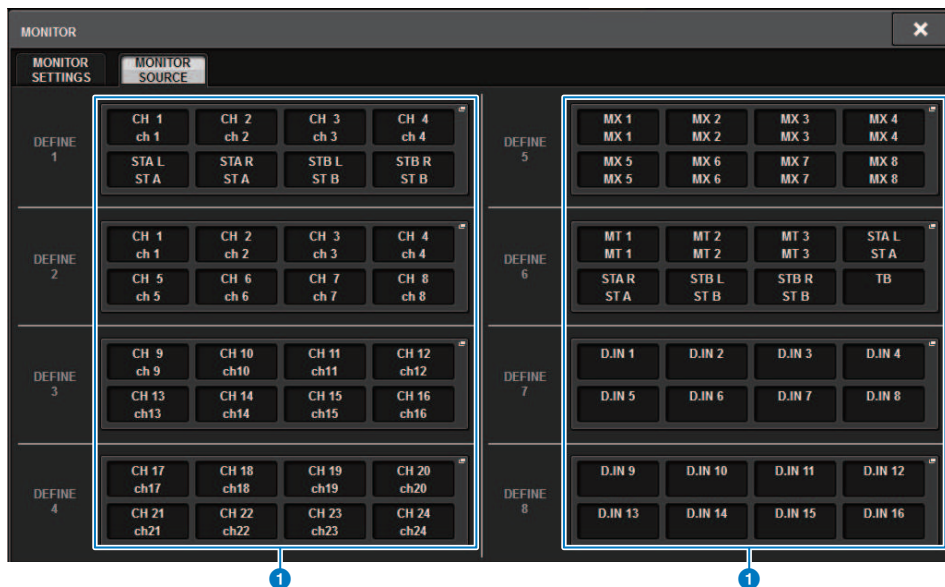 MONITOR
MONITOR SETTINGS
MONITOR SOURCE
DEFINE 1
CH 1 CH 2 CH 3 CH 4
ch 1 ch 2 ch 3 ch 4
STA L STA R STB L STB R
ST A ST A ST B ST B
DEFINE 2
CH 1 CH 2 CH 3 CH 4
ch 1 ch 2 ch 3 ch 4
CH 5 CH 6 CH 7 CH 8
ch 5 ch 6 ch 7 ch 8
DEFINE 3
CH 9 CH 10 CH 11 CH 12
ch 9 ch10 ch11 ch12
CH 13 CH 14 CH 15 CH 16
ch13 ch14 ch15 ch16
DEFINE 4
CH 17 CH 18 CH 19 CH 20
ch17 ch18 ch19 ch20
CH 21 CH 22 CH 23 CH 24
ch21 ch22 ch23 ch24
1
DEFINE 5
MX 1 MX 2 MX 3 MX 4
MX 1 MX 2 MX 3 MX 4
MX 5 MX 6 MX 7 MX 8
MX 5 MX 6 MX 7 MX 8
DEFINE 6
MT 1 MT 2 MT 3 STA L
MT 1 MT 2 MT 3 ST A
STA R STB L STB R TB
ST A ST B ST B
DEFINE 7
D.IN 1 D.IN 2 D.IN 3 D.IN 4
D.IN 5 D.IN 6 D.IN 7 D.IN 8
DEFINE 8
D.IN 9 D.IN 10 D.IN 11 D.IN 12
D.IN 13 D.IN 14 D.IN 15 D.IN 16
1